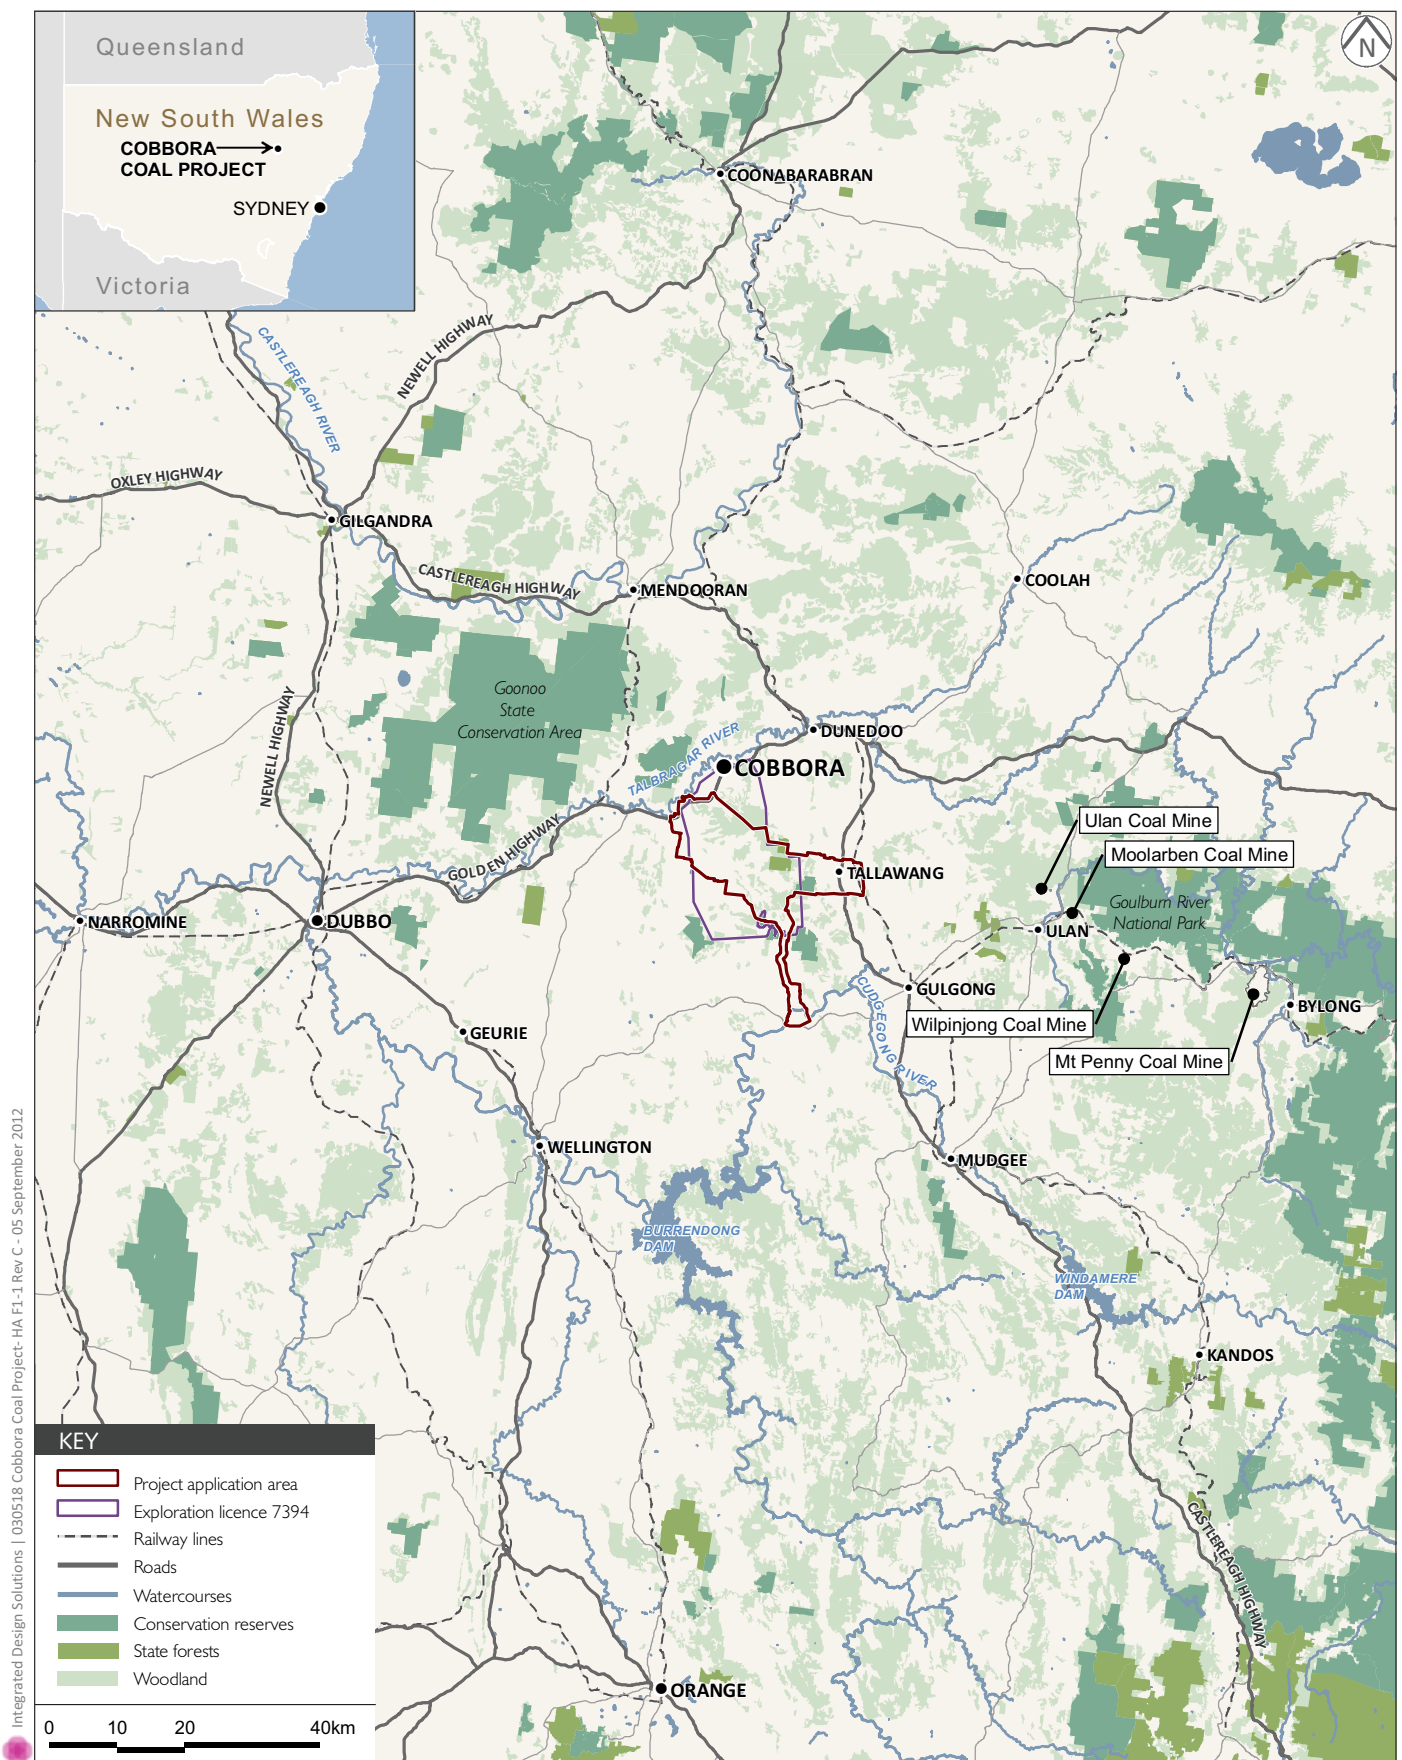 Queensland
New South Wales
COBBORA
COAL PROJECT
SYDNEY
Victoria
N
COONABARABRAN
CASTLEREAGH RIVER
NEWELL HIGHWAY
OXLEY HIGHWAY
GILGANDRA
CASTLEREAGH HIGHWAY
MENDOORAN
COOLAH
Goonoo
State
Conservation Area
NEWELL HIGHWAY
TALBRAGAR RIVER
DUNEDOO
COBBORA
GOLDEN HIGHWAY
Ulan Coal Mine
Moolarben Coal Mine
TALLAWANG
Goulburn River
National Park
NARROMINE
DUBBO
ULAN
GULGONG
CUDGEGONG RIVER
Wilpinjong Coal Mine
BYLONG
Mt Penny Coal Mine
GEURIE
WELLINGTON
MUDGEE
BURRENDONG
DAM
WINDAMERE
DAM
KANDOS
CASTLEREAGH HIGHWAY
ORANGE
KEY
Project application area
Exploration licence 7394
Railway lines
Roads
Watercourses
Conservation reserves
State forests
Woodland
0 10 20 40km
Integrated Design Solutions | 030518 Cobbora Coal Project- HA F1-1 Rev C - 05 September 2012